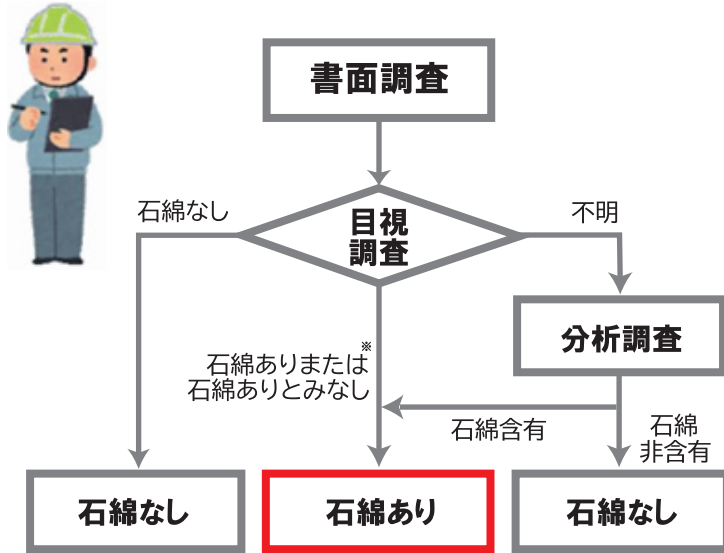 書面調査
石綿なし
目視
調査
不明
分析調査
※
石綿ありまたは
石綿ありとみなし
石綿含有
石綿
非含有
石綿なし
石綿あり
石綿なし